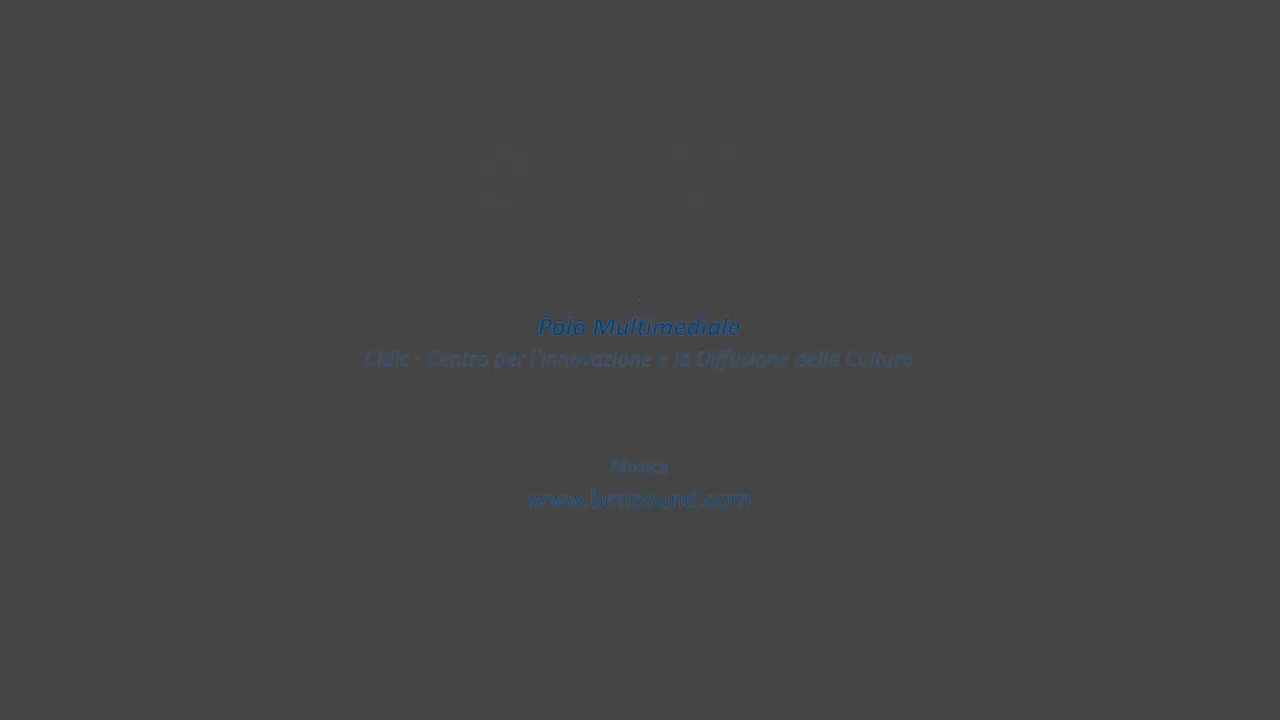 Polo Multimediale
Cidic - Centro per l'innovazione e la Diffusione della Cultura
Musica
www.bensound.com